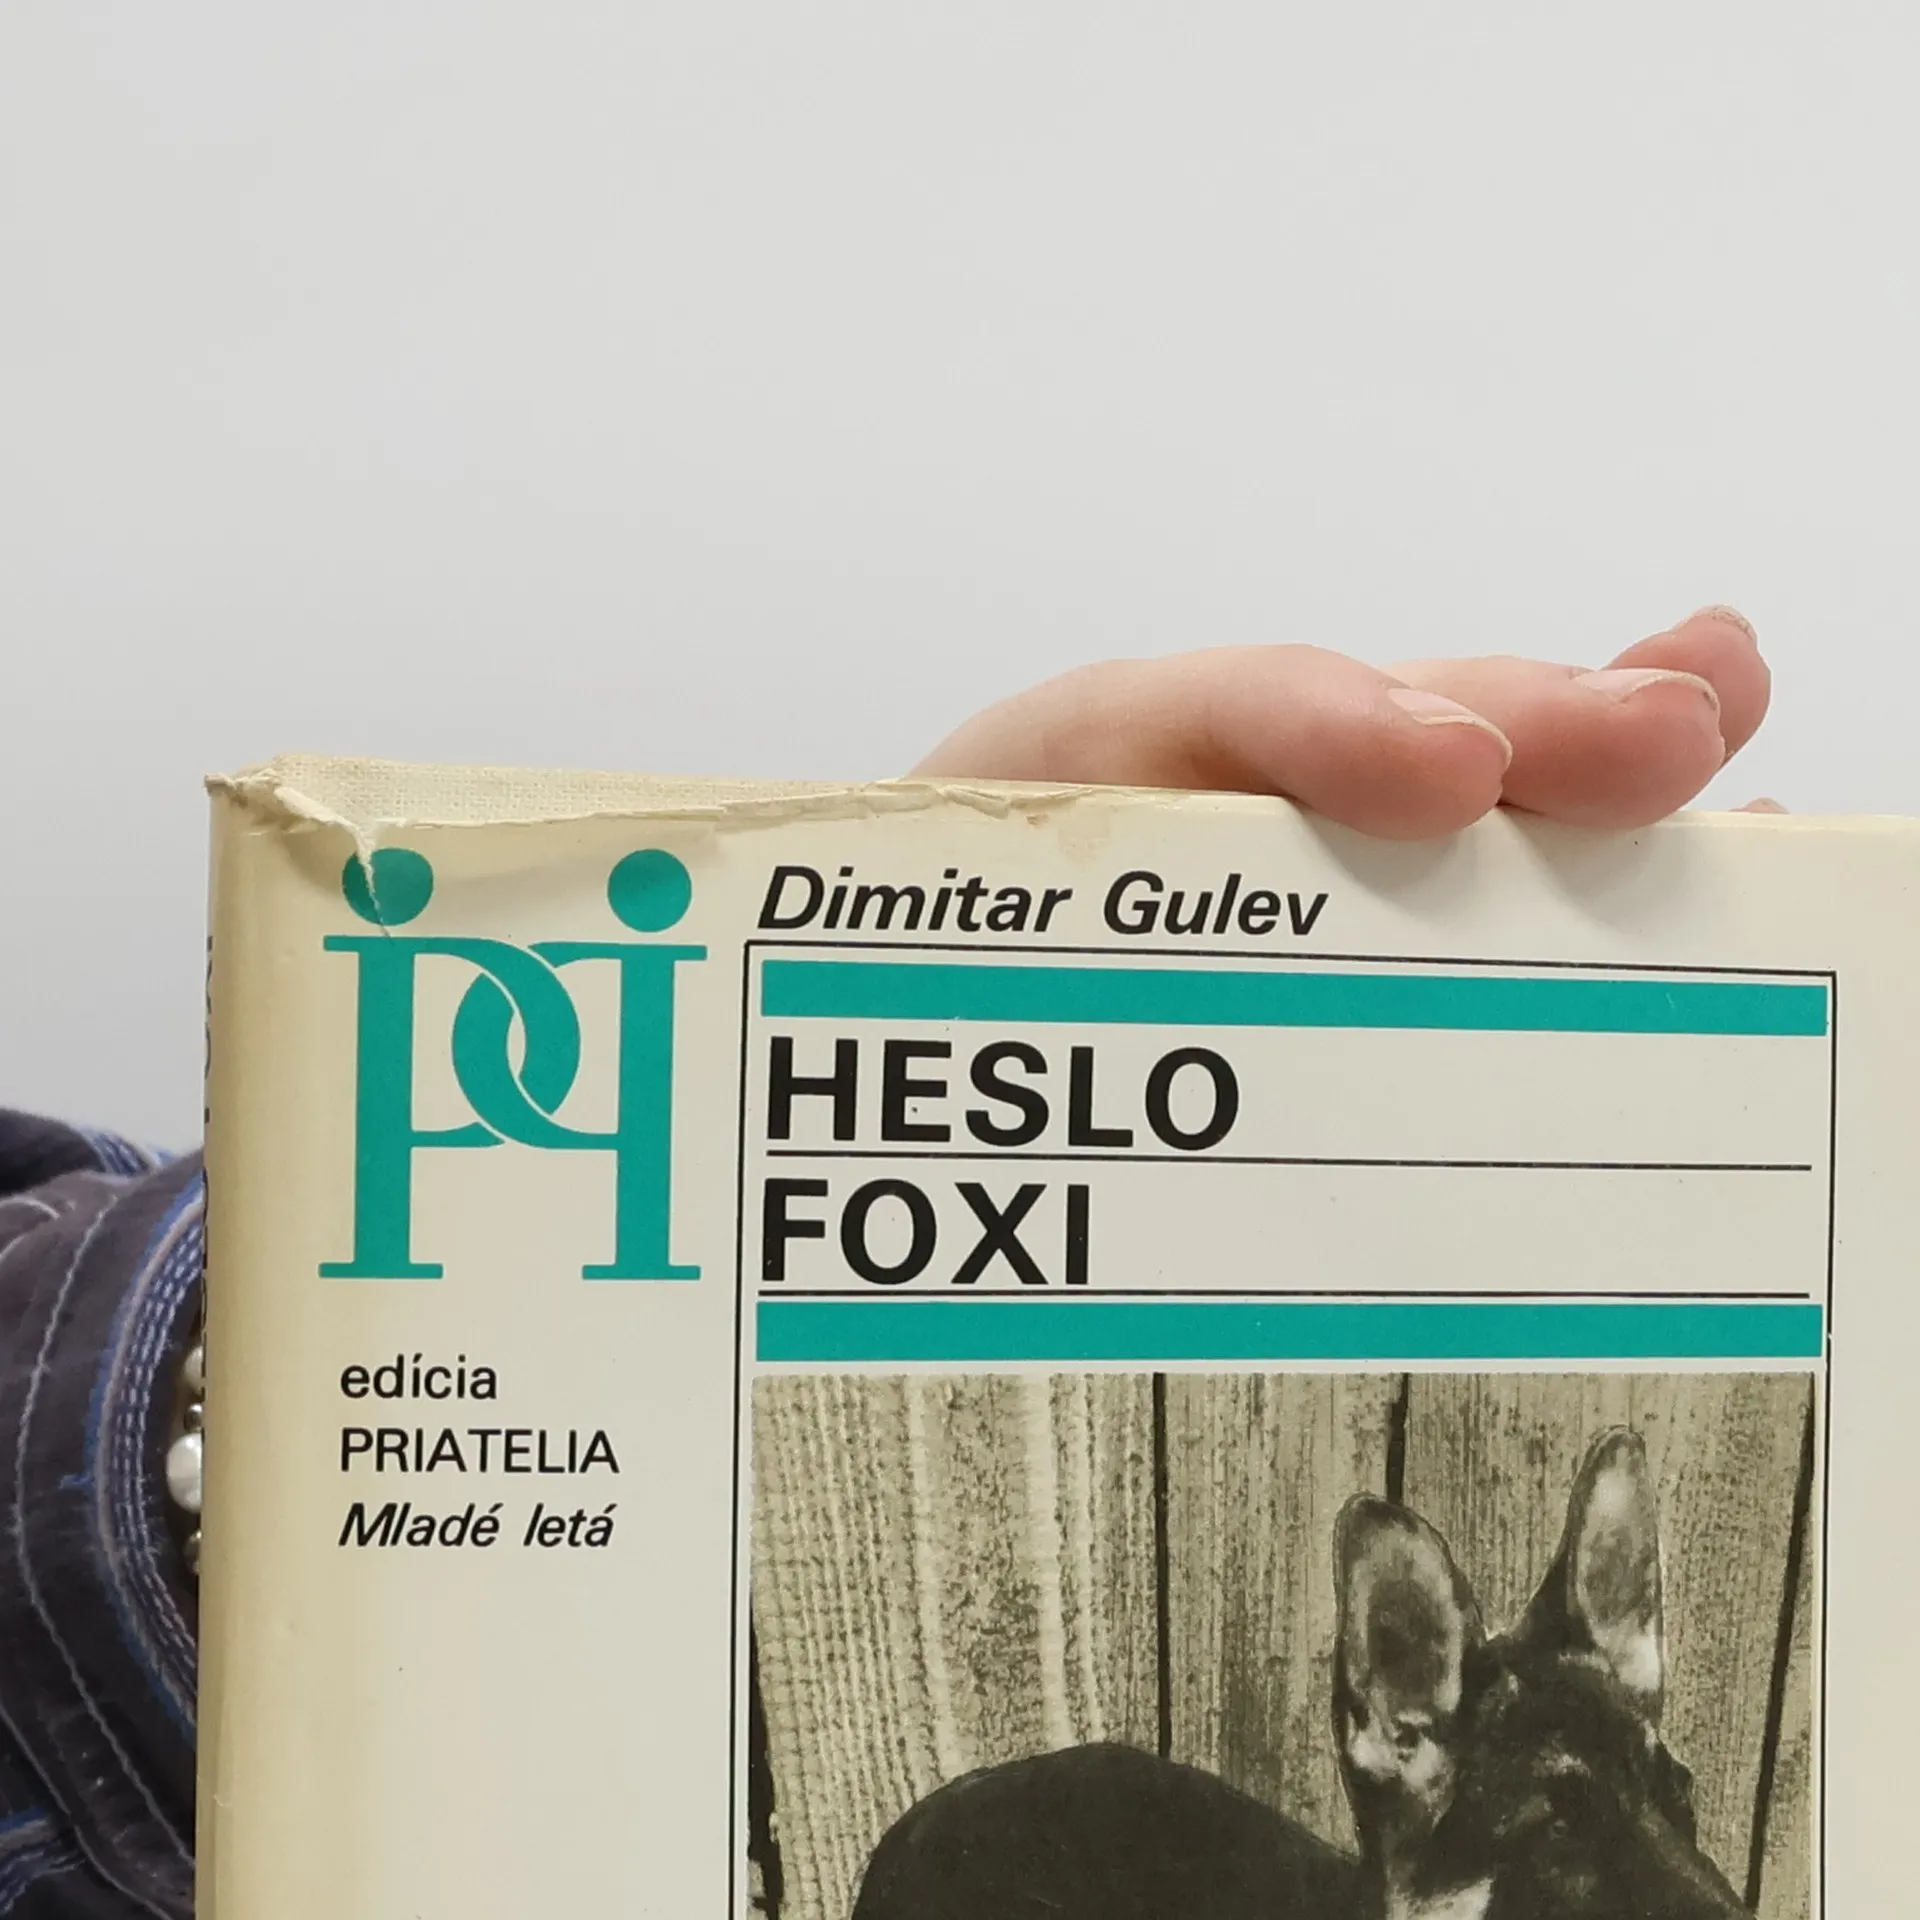 Dimitar Gulev
HESLO
FOXI
edícia
PRIATELIA
Mladé letá